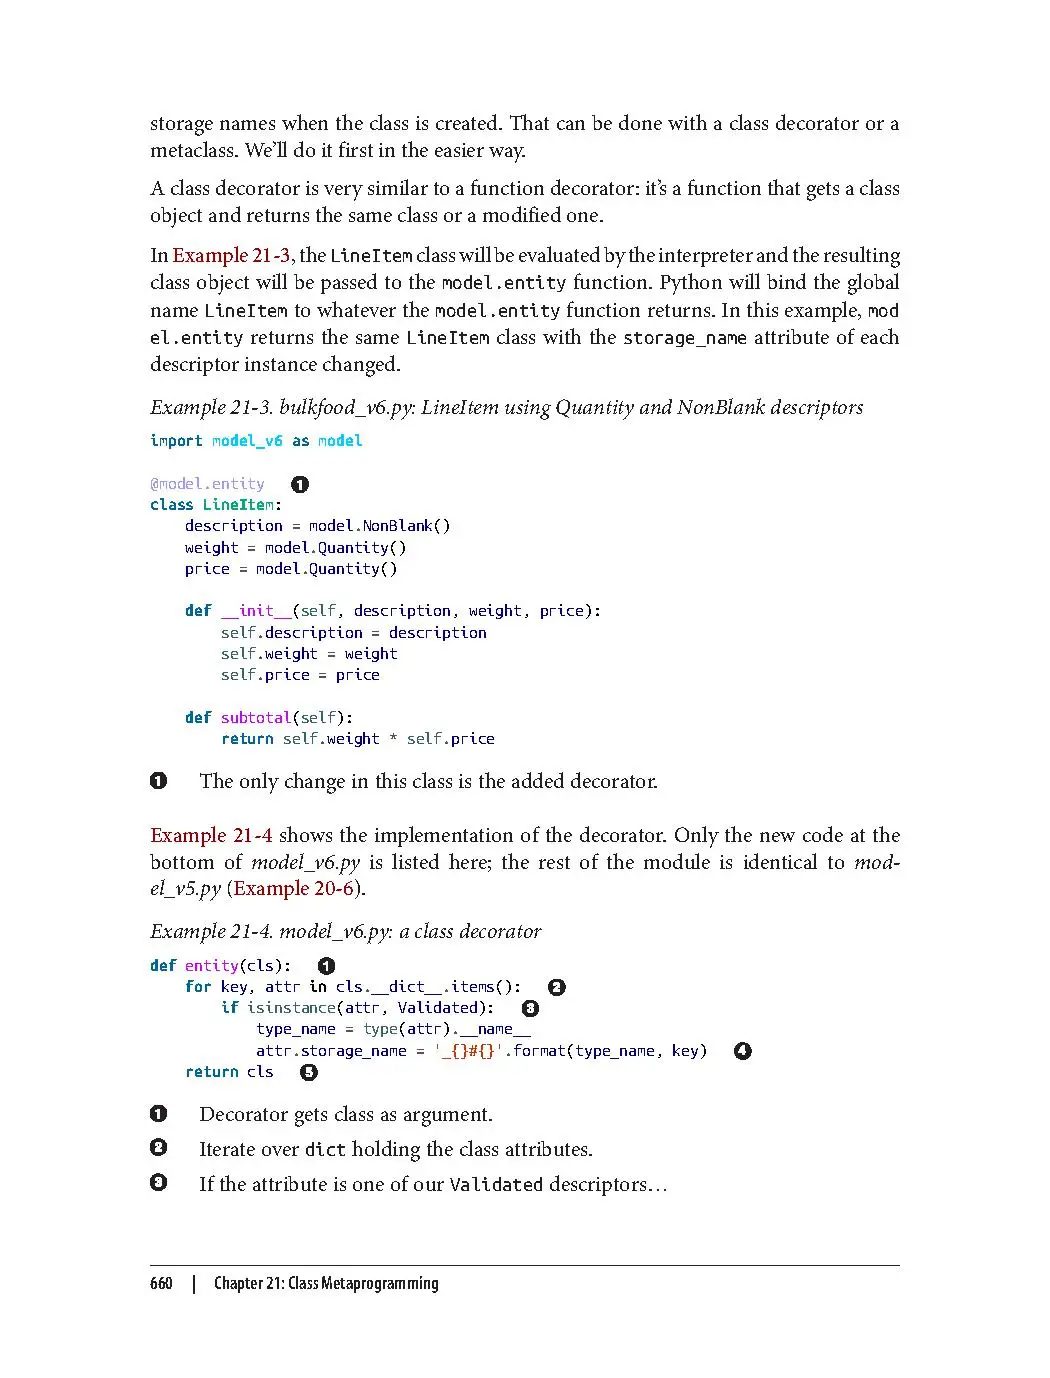 storage names when the class is created. That can be done with a class decorator or a
metaclass. We’ll do it first in the easier way.
A class decorator is very similar to a function decorator: it’s a function that gets a class
object and returns the same class or a modified one.
In Example 21-3, the LineItem class will be evaluated by the interpreter and the resulting
class object will be passed to the model.entity function. Python will bind the global
name LineItem to whatever the model.entity function returns. In this example, mod
el.entity returns the same LineItem class with the storage_name attribute of each
descriptor instance changed.
Example 21-3. bulkfood_v6.py: LineItem using Quantity and NonBlank descriptors
import model_v6 as model
@model.entity ❶
class LineItem:
    description = model.NonBlank()
    weight = model.Quantity()
    price = model.Quantity()
    def __init__(self, description, weight, price):
        self.description = description
        self.weight = weight
        self.price = price
    def subtotal(self):
        return self.weight * self.price
❶ The only change in this class is the added decorator.
Example 21-4 shows the implementation of the decorator. Only the new code at the
bottom of model_v6.py is listed here; the rest of the module is identical to mod-
el_v5.py (Example 20-6).
Example 21-4. model_v6.py: a class decorator
def entity(cls): ❶
    for key, attr in cls.__dict__.items(): ❷
        if isinstance(attr, Validated): ❸
            type_name = type(attr).__name__
            attr.storage_name = '_{}#{}'.format(type_name, key) ❹
    return cls ❺
❶ Decorator gets class as argument.
❷ Iterate over dict holding the class attributes.
❸ If the attribute is one of our Validated descriptors…
660 | Chapter 21: Class Metaprogramming